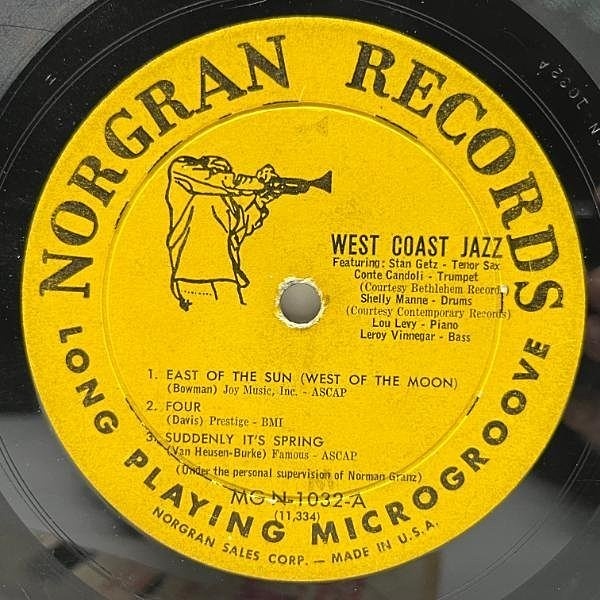 NORGRAN RECORDS
WEST COAST JAZZ
Featuring: Stan Getz - Tenor Sax
Conte Candoli - Trumpet
(Courtesy Bethlehem Record
Shelly Manne - Drums
(Courtesy Contemporary Records)
Lou Levy - Piano
Leroy Vinnegar - Bass
1. EAST OF THE SUN (WEST OF THE MOON)
(Bowman) Joy Music, Inc. - ASCAP
2. FOUR
(Davis) Prestige - BMI
3. SUDDENLY IT'S SPRING
(Van Heusen-Burke) Famous - ASCAP
(Under the personal supervision of Norman Granz)
MG N-1032-A
(11,334)
LONG PLAYING MICROGROOVE
NORGRAN SALES CORP. — MADE IN U.S.A.